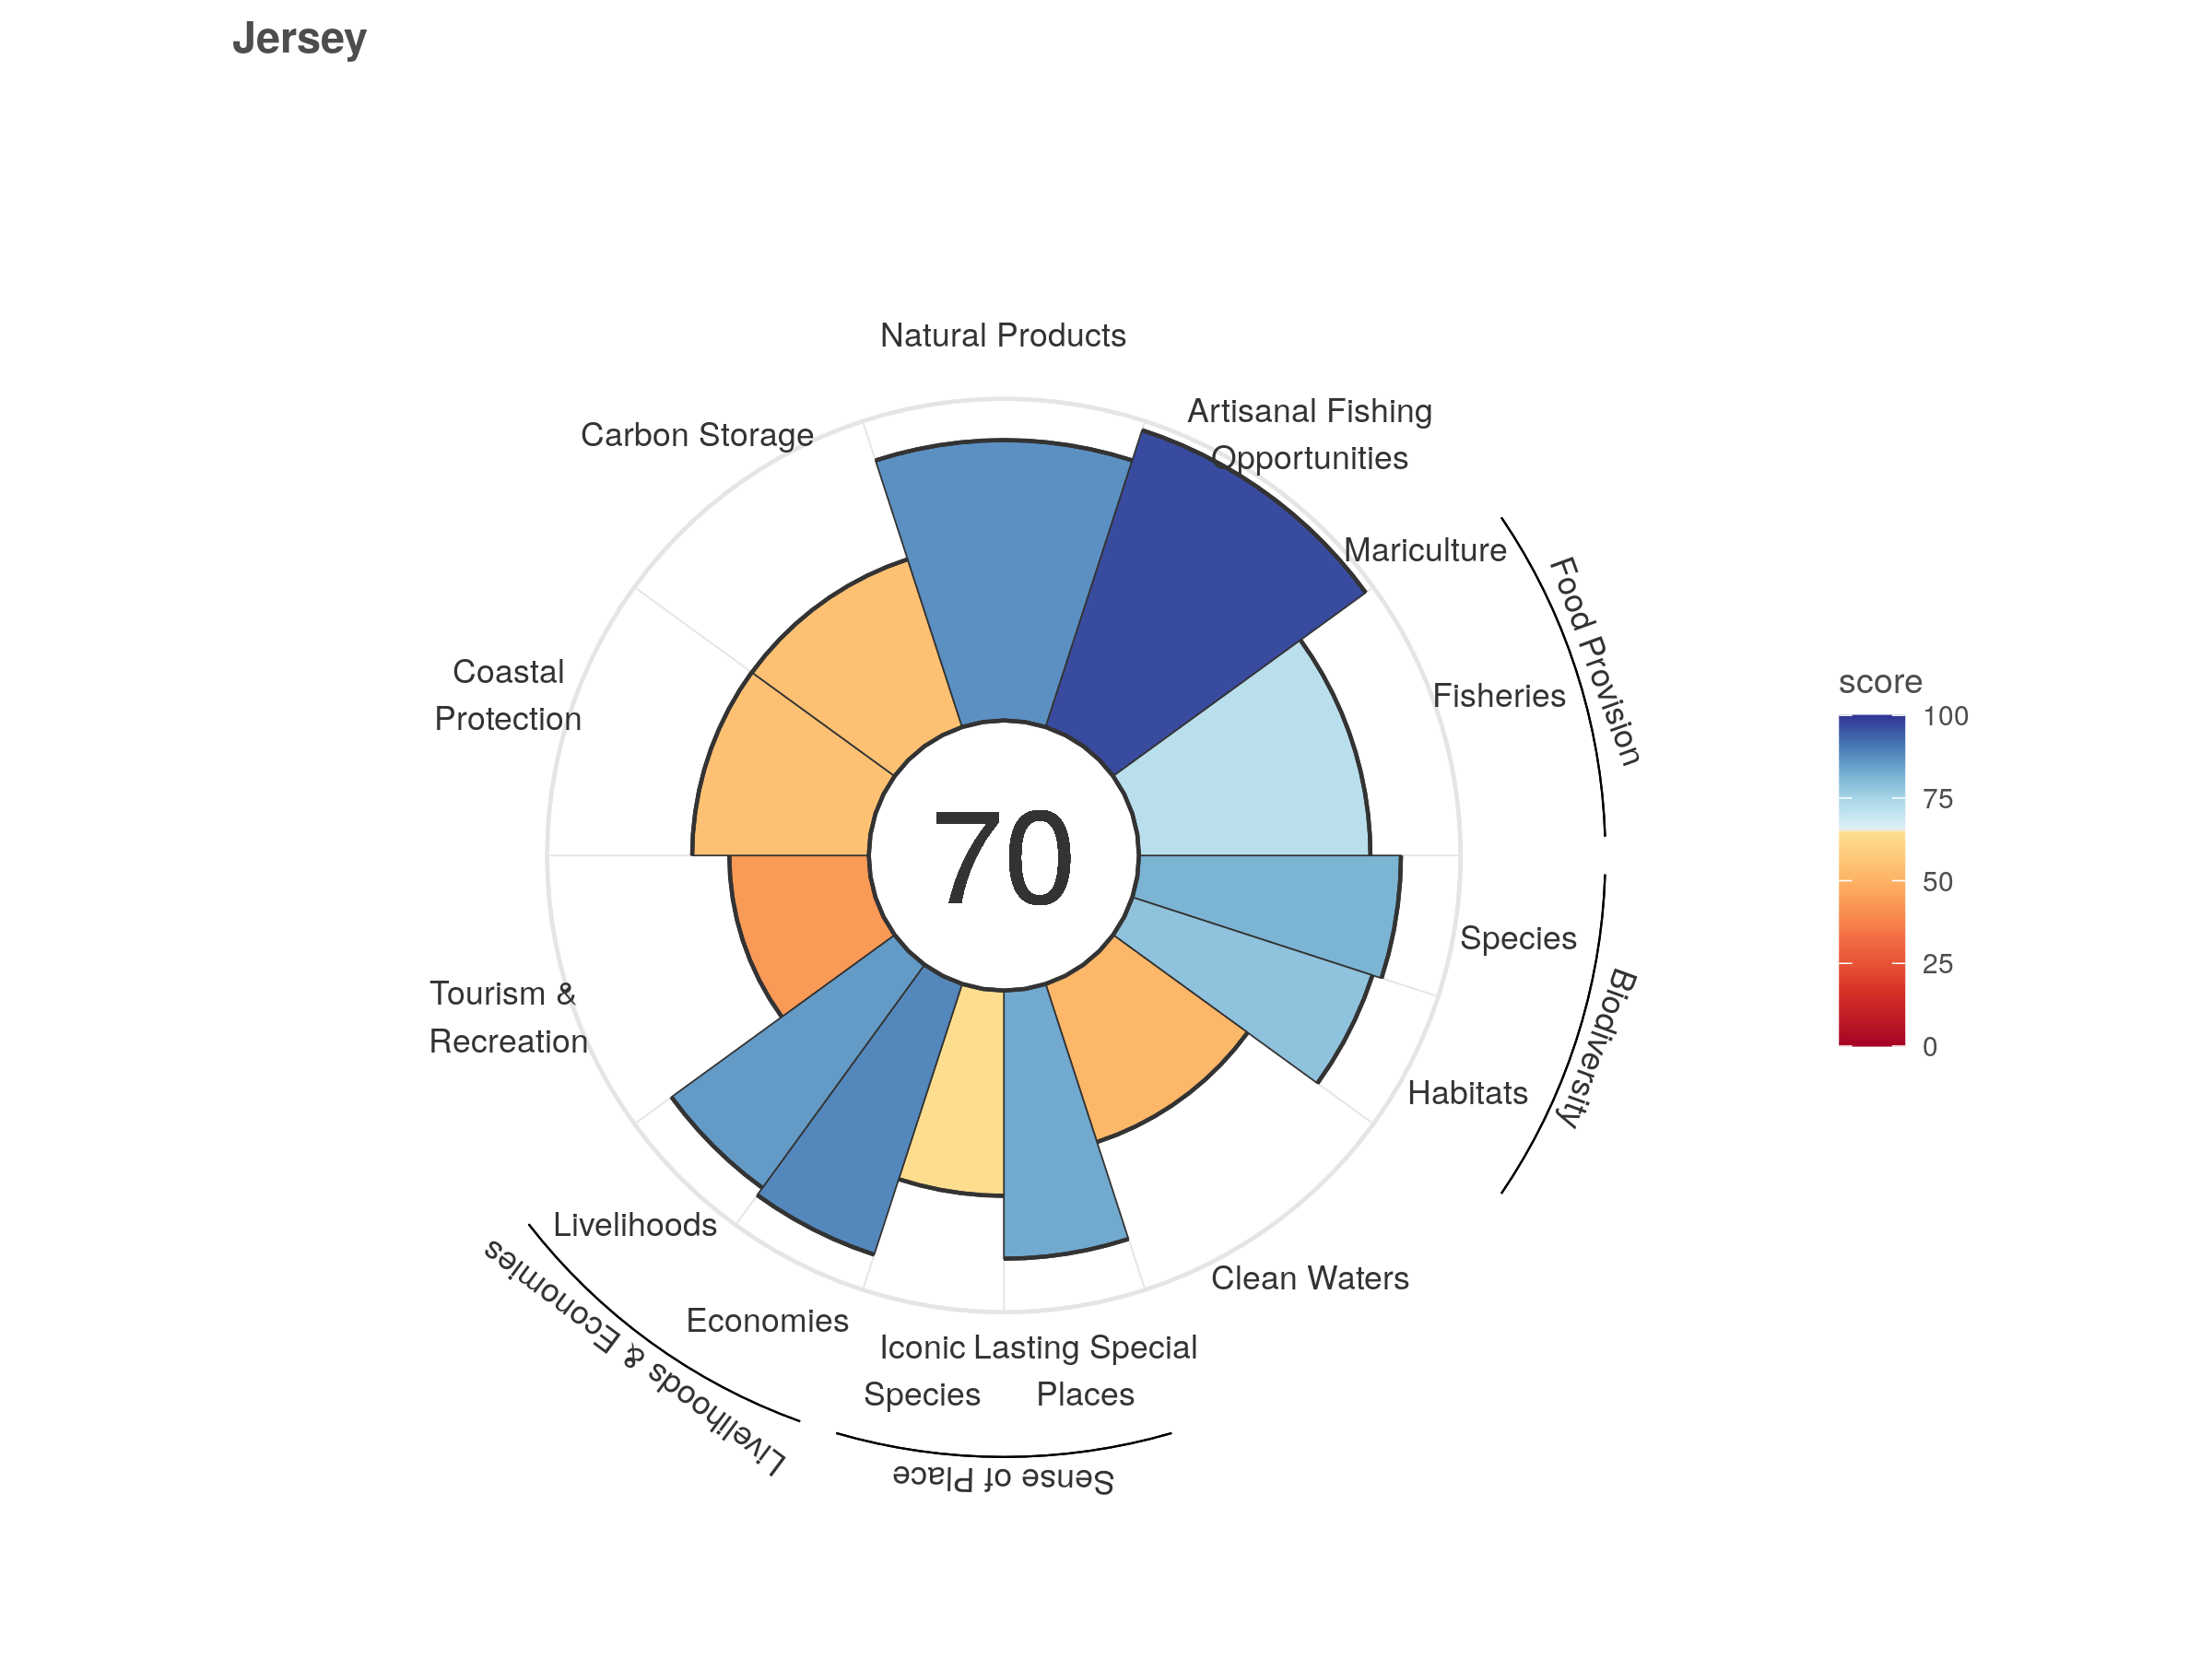 Jersey
Natural Products
Artisanal Fishing
Opportunities
Carbon Storage
Mariculture
Food Provision
Coastal
Protection
Fisheries
score
100
75
50
25
0
70
Species
Biodiversity
Tourism &
Recreation
Habitats
Livelihoods
Livelihoods & Economies
Clean Waters
Economies
Iconic
Species
Lasting Special
Places
Sense of Place